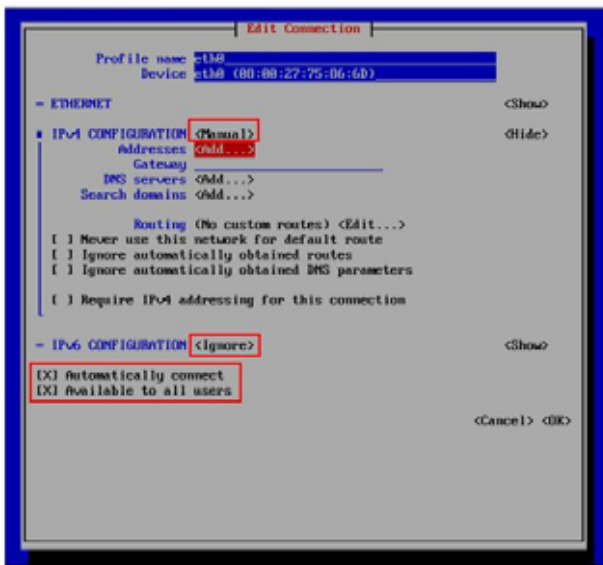 Edit Connection
Profile name eth0
Device eth0 (08:00:27:75:06:6D)
= ETHERNET <Show>
IPv4 CONFIGURATION <Manual> <Hide>
Addresses <Add...>
Gateway
DNS servers <Add...>
Search domains <Add...>
Routing (No custom routes) <Edit...>
[ ] Never use this network for default route
[ ] Ignore automatically obtained routes
[ ] Ignore automatically obtained DNS parameters
[ ] Require IPv4 addressing for this connection
= IPv6 CONFIGURATION <Ignore> <Show>
[X] Automatically connect
[X] Available to all users
<Cancel> <OK>